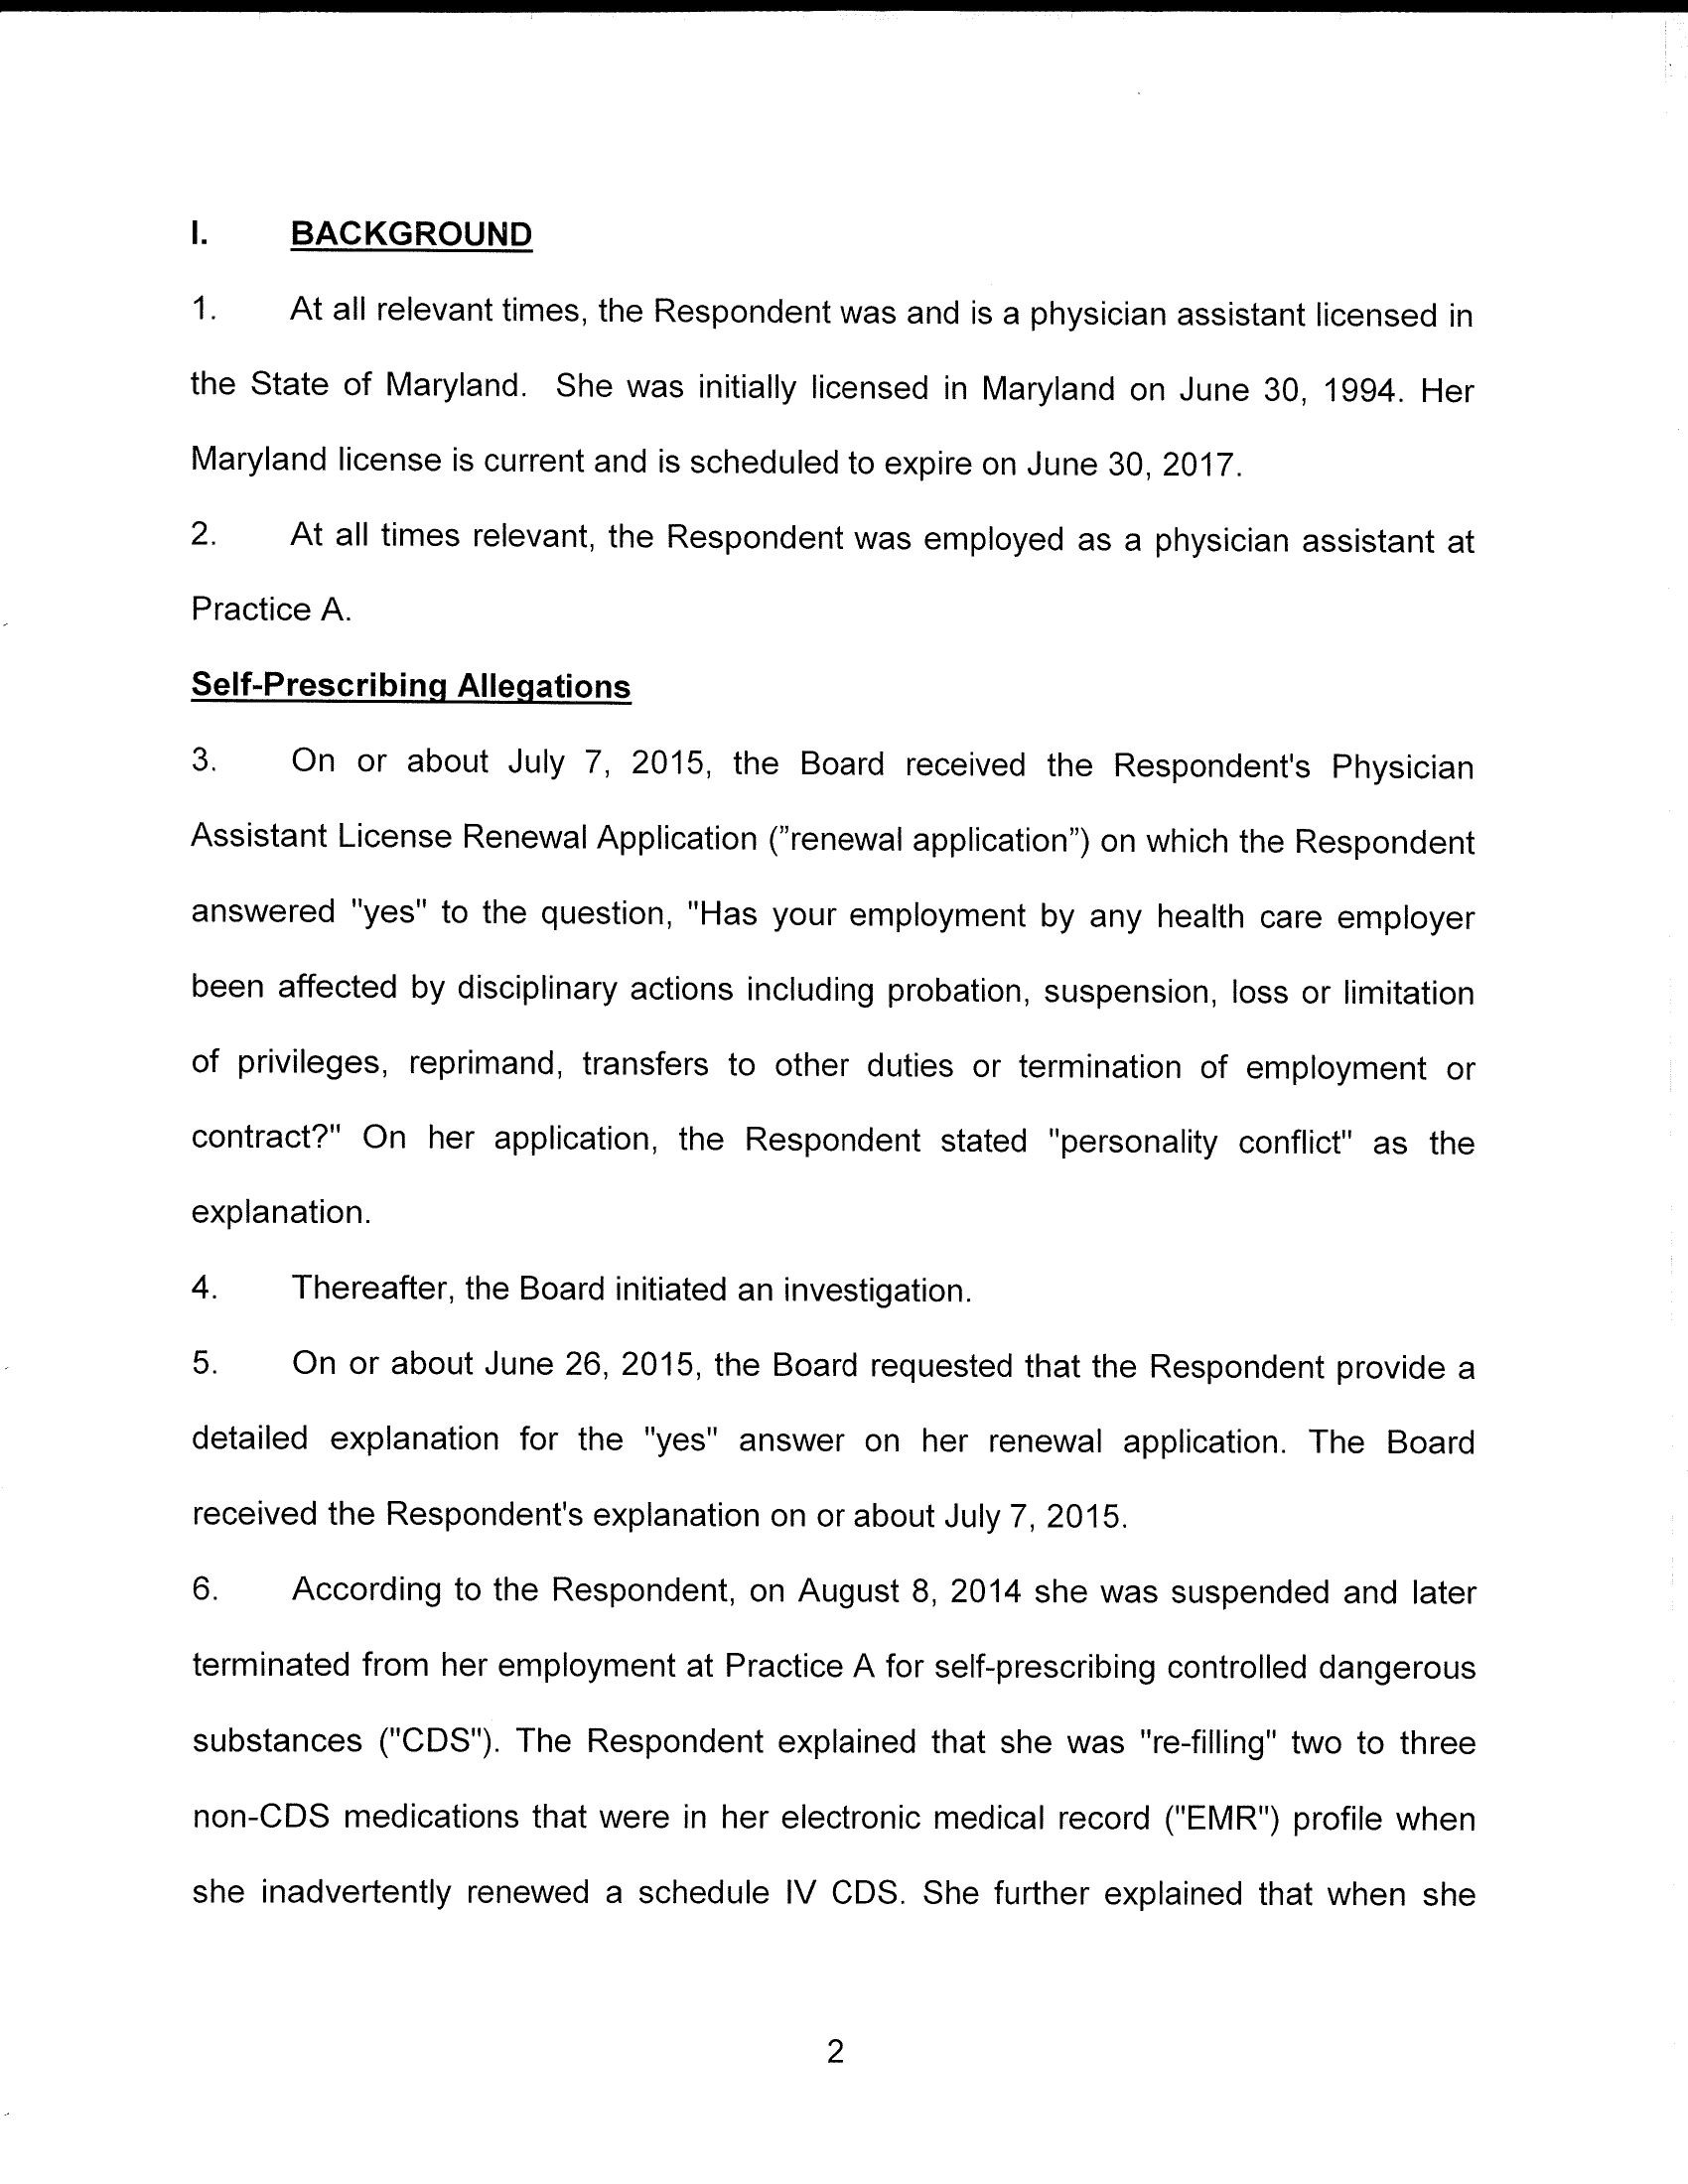 I. BACKGROUND
1. At all relevant times, the Respondent was and is a physician assistant licensed in
the State of Maryland. She was initially licensed in Maryland on June 30, 1994. Her
Maryland license is current and is scheduled to expire on June 30, 2017.
2. At all times relevant, the Respondent was employed as a physician assistant at
Practice A.
Self-Prescribing Allegations
3. On or about July 7, 2015, the Board received the Respondent's Physician
Assistant License Renewal Application (”renewal application”) on which the Respondent
answered "yes" to the question, "Has your employment by any health care employer
been affected by disciplinary actions including probation, suspension, loss or limitation
of privileges, reprimand, transfers to other duties or termination of employment or
contract?" On her application, the Respondent stated "personality conflict" as the
explanation.
4. Thereafter, the Board initiated an investigation.
5. On or about June 26, 2015, the Board requested that the Respondent provide a
detailed explanation for the "yes" answer on her renewal application. The Board
received the Respondent's explanation on or about July 7, 2015.
6. According to the Respondent, on August 8, 2014 she was suspended and later
terminated from her employment at Practice A for self-prescribing controlled dangerous
substances ("CDS"). The Respondent explained that she was "re-filling" two to three
non-CDS medications that were in her electronic medical record ("EMR") profile when
she inadvertently renewed a schedule IV CDS. She further explained that when she
2